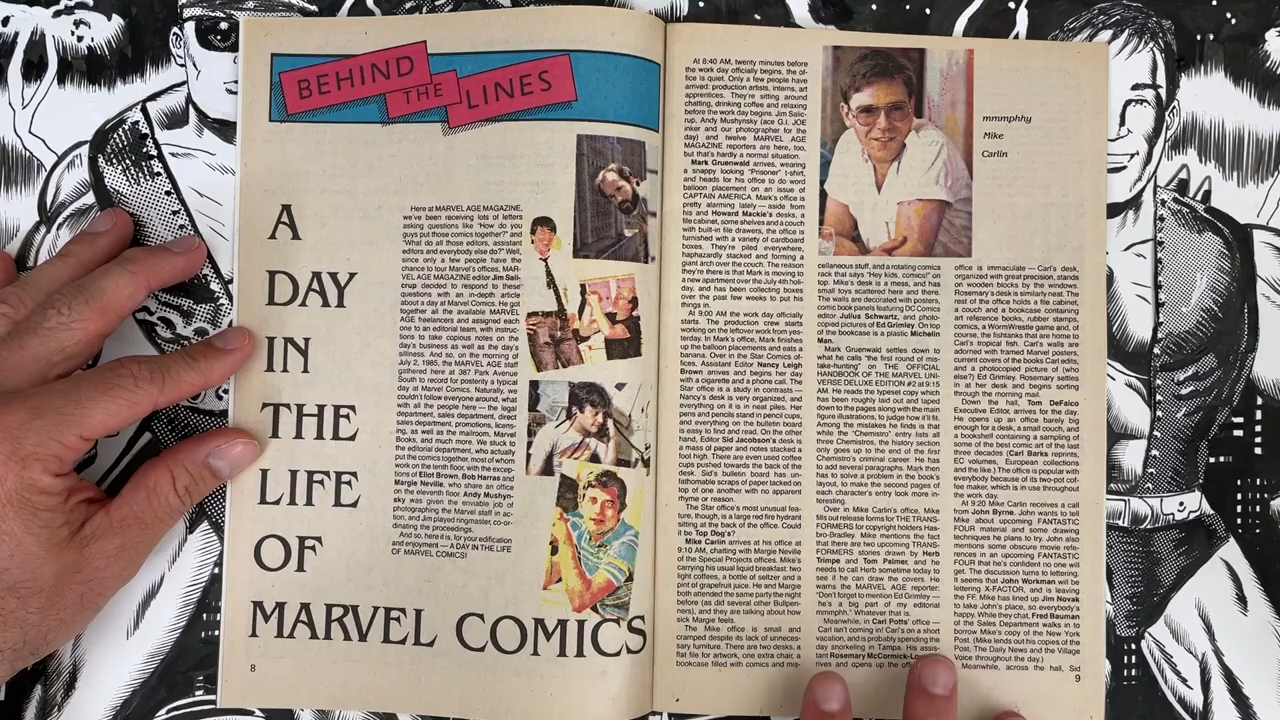 BEHIND
THE
LINES
A
DAY
IN
THE
LIFE
OF
MARVEL COMICS
Here at MARVEL AGE MAGAZINE,
we've been receiving lots of letters
asking questions like "How do you
guys put those comics together?" and
"What do all those editors, assistant
editors and everybody else do?" Well,
since only a few people have the
chance to tour Marvel's offices, MAR-
VEL AGE MAGAZINE editor Jim Sali-
crup decided to respond to these
questions with an in-depth article
about a day at Marvel Comics. He got
together all the available MARVEL
AGE freelancers and assigned each
one to an editorial team, with instruc-
tions to take copious notes on the
day's business as well as the day's
silliness. And so, on the morning of
July 2, 1985, the MARVEL AGE staff
gathered here at 387 Park Avenue
South to record for posterity a typical
day at Marvel Comics. Naturally, we
couldn't follow everyone around, what
with all the people here — the legal
department, sales department, direct
sales department, promotions, licens-
ing, as well as the mailroom, Marvel
Books, and much more. We stuck to
the editorial department, who actually
put the comics together, most of whom
work on the tenth floor, with the excep-
tions of Eliot Brown, Bob Harras and
Margie Neville, who share an office
on the eleventh floor. Andy Mushyn-
sky was given the enviable job of
photographing the Marvel staff in ac-
tion, and Jim played ringmaster, co-or-
dinating the proceedings.
And so, here it is, for your edification
and enjoyment — A DAY IN THE LIFE
OF MARVEL COMICS!
8
At 8:40 AM, twenty minutes before
the work day officially begins, the of-
fice is quiet. Only a few people have
arrived: production artists, interns, art
apprentices. They're sitting around
chatting, drinking coffee and relaxing
before the work day begins. Jim Salic-
rup, Andy Mushynsky (ace G.I. JOE
inker and our photographer for the
day) and twelve MARVEL AGE
MAGAZINE reporters are here, too,
but that's hardly a normal situation.
Mark Gruenwald arrives, wearing
a snappy looking "Prisoner" t-shirt,
and heads for his office to do word
balloon placement on an issue of
CAPTAIN AMERICA. Mark's office is
pretty alarming lately — aside from
his and Howard Mackie's desks, a
file cabinet, some shelves and a couch
with built-in file drawers, the office is
furnished with a variety of cardboard
boxes. They're piled everywhere,
haphazardly stacked and forming a
giant arch over the couch. The reason
they're there is that Mark is moving to
a new apartment over the July 4th holi-
day, and has been collecting boxes
over the past few weeks to put his
things in.
At 9:00 AM the work day officially
starts. The production crew starts
working on the leftover work from yes-
terday. In Mark's office, Mark finishes
up the balloon placements and eats a
banana. Over in the Star Comics of-
fices, Assistant Editor Nancy Leigh
Brown arrives and begins her day
with a cigarette and a phone call. The
Star office is a study in contrasts —
Nancy's desk is very organized, and
everything on it is in neat piles. Her
pens and pencils stand in pencil cups,
and everything on the bulletin board
is easy to find and read. On the other
hand, Editor Sid Jacobson's desk is
a mass of paper and notes stacked a
foot high. There are even used coffee
cups pushed towards the back of the
desk. Sid's bulletin board has un-
fathomable scraps of paper tacked on
top of one another with no apparent
rhyme or reason.
The Star office's most unusual fea-
ture, though, is a large red fire hydrant
sitting at the back of the office. Could
it be Top Dog's?
Mike Carlin arrives at his office at
9:10 AM, chatting with Margie Neville
of the Special Projects offices. Mike's
carrying his usual liquid breakfast: two
light coffees, a bottle of seltzer and a
pint of grapefruit juice. He and Margie
both attended the same party the night
before (as did several other Bullpen-
ners), and they are talking about how
sick Margie feels.
The Mike office is small and
cramped despite its lack of unneces-
sary furniture. There are two desks, a
flat file for artwork, one extra chair, a
bookcase filled with comics and mis-
mmmphhy
Mike
Carlin
cellaneous stuff, and a rotating comics
rack that says "Hey kids, comics!" on
top. Mike's desk is a mess, and has
small toys scattered here and there.
The walls are decorated with posters,
comic book panels featuring DC Comics
editor Julius Schwartz, and photo-
copied pictures of Ed Grimley. On top
of the bookcase is a plastic Michelin
Man.
Mark Gruenwald settles down to
what he calls "the first round of mis-
take-hunting" on THE OFFICIAL
HANDBOOK OF THE MARVEL UNI-
VERSE DELUXE EDITION #2 at 9:15
AM. He reads the typeset copy which
has been roughly laid out and taped
down to the pages along with the main
figure illustrations, to judge how it'll fit.
Among the mistakes he finds is that
while the "Chemistro" entry lists all
three Chemistros, the history section
only goes up to the end of the first
Chemistro's criminal career. He has
to add several paragraphs. Mark then
has to solve a problem in the book's
layout, to make the second pages of
each character's entry look more in-
teresting.
Over in Mike Carlin's office, Mike
fills out release forms for THE TRANS-
FORMERS for copyright holders Has-
bro-Bradley. Mike mentions the fact
that there are two upcoming TRANS-
FORMERS stories drawn by Herb
Trimpe and Tom Palmer, and he
needs to call Herb sometime today to
see if he can draw the covers. He
warns the MARVEL AGE reporter:
"Don't forget to mention Ed Grimley —
he's a big part of my editorial
mmmphh." Whatever that is.
Meanwhile, in Carl Potts' office —
Carl isn't coming in! Carl's on a short
vacation, and is probably spending the
day snorkeling in Tampa. His assis-
tant Rosemary McCormick-Lo
rives and opens up the off
office is immaculate — Carl's desk,
organized with great precision, stands
on wooden blocks by the windows.
Rosemary's desk is similarly neat. The
rest of the office holds a file cabinet,
a couch and a bookcase containing
art reference books, rubber stamps,
comics, a WormWrestle game and, of
course, the fishtanks that are home to
Carl's tropical fish. Carl's walls are
adorned with framed Marvel posters,
current covers of the books Carl edits,
and a photocopied picture of (who
else?) Ed Grimley. Rosemary settles
in at her desk and begins sorting
through the morning mail.
Down the hall, Tom DeFalco
Executive Editor, arrives for the day.
He opens up an office barely big
enough for a desk, a small couch, and
a bookshelf containing a sampling of
some of the best comic art of the last
three decades (Carl Barks reprints,
EC volumes, European collections
and the like.) The office is popular with
everybody because of its two-pot cof-
fee maker, which is in use throughout
the work day.
At 9:20 Mike Carlin receives a call
from John Byrne. John wants to tell
Mike about upcoming FANTASTIC
FOUR material and some drawing
techniques he plans to try. John also
mentions some obscure movie refer-
ences in an upcoming FANTASTIC
FOUR that he's confident no one will
get. The discussion turns to lettering.
It seems that John Workman will be
lettering X-FACTOR, and is leaving
the FF. Mike has lined up Jim Novak
to take John's place, so everybody's
happy. While they chat, Fred Bauman
of the Sales Department walks in to
borrow Mike's copy of the New York
Post. (Mike lends out his copies of the
Post, The Daily News and the Village
Voice throughout the day.)
Meanwhile, across the hall, Sid
9